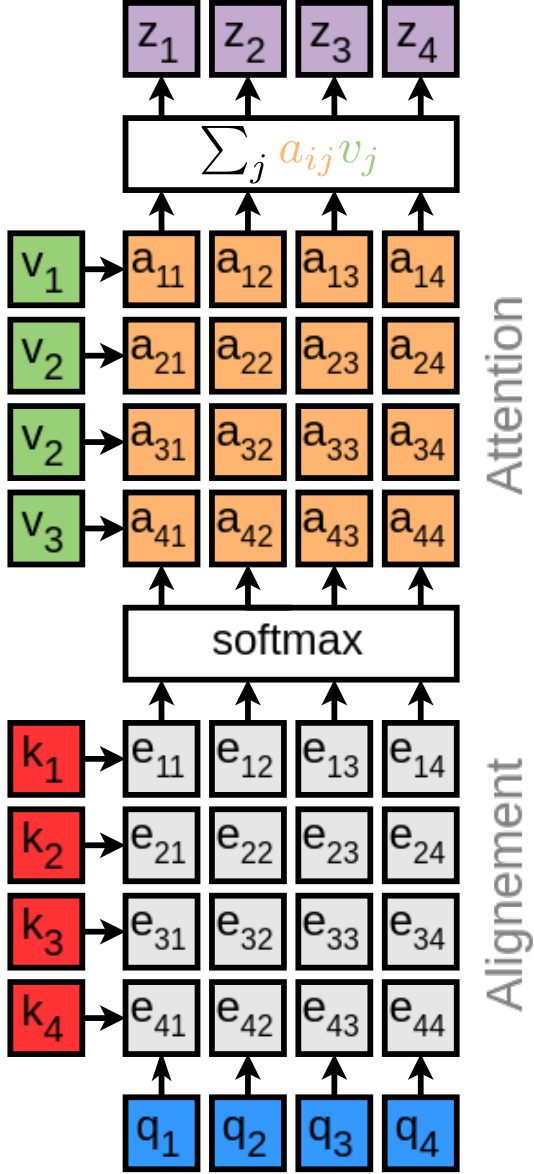 z1 z2 z3 z4
∑j aijvj
v1 a11 a12 a13 a14
v2 a21 a22 a23 a24
v2 a31 a32 a33 a34
v3 a41 a42 a43 a44
Attention
softmax
k1 e11 e12 e13 e14
k2 e21 e22 e23 e24
k3 e31 e32 e33 e34
k4 e41 e42 e43 e44
Alignement
q1 q2 q3 q4